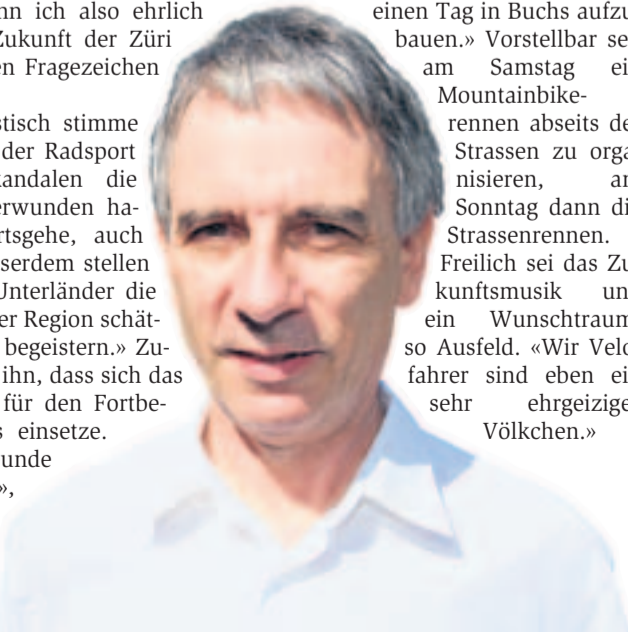 nn ich also ehrlich
Zukunft der Züri
en Fragezeichen
stisch stimme
der Radsport
kandalen die
erwunden ha-
rtsgehe, auch
serdem stellen
Unterländer die
er Region schät-
begeistern.» Zu-
ihn, dass sich das
für den Fortbe-
s einsetze.
unde
»,
einen Tag in Buchs aufzu
bauen.» Vorstellbar se
am Samstag ei
Mountainbike-
rennen abseits de
Strassen zu orga
nisieren, a
Sonntag dann di
Strassenrennen.
Freilich sei das Zu
kunftsmusik un
ein Wunschtraum
so Ausfeld. «Wir Velo
fahrer sind eben ei
sehr ehrgeizige
Völkchen.»